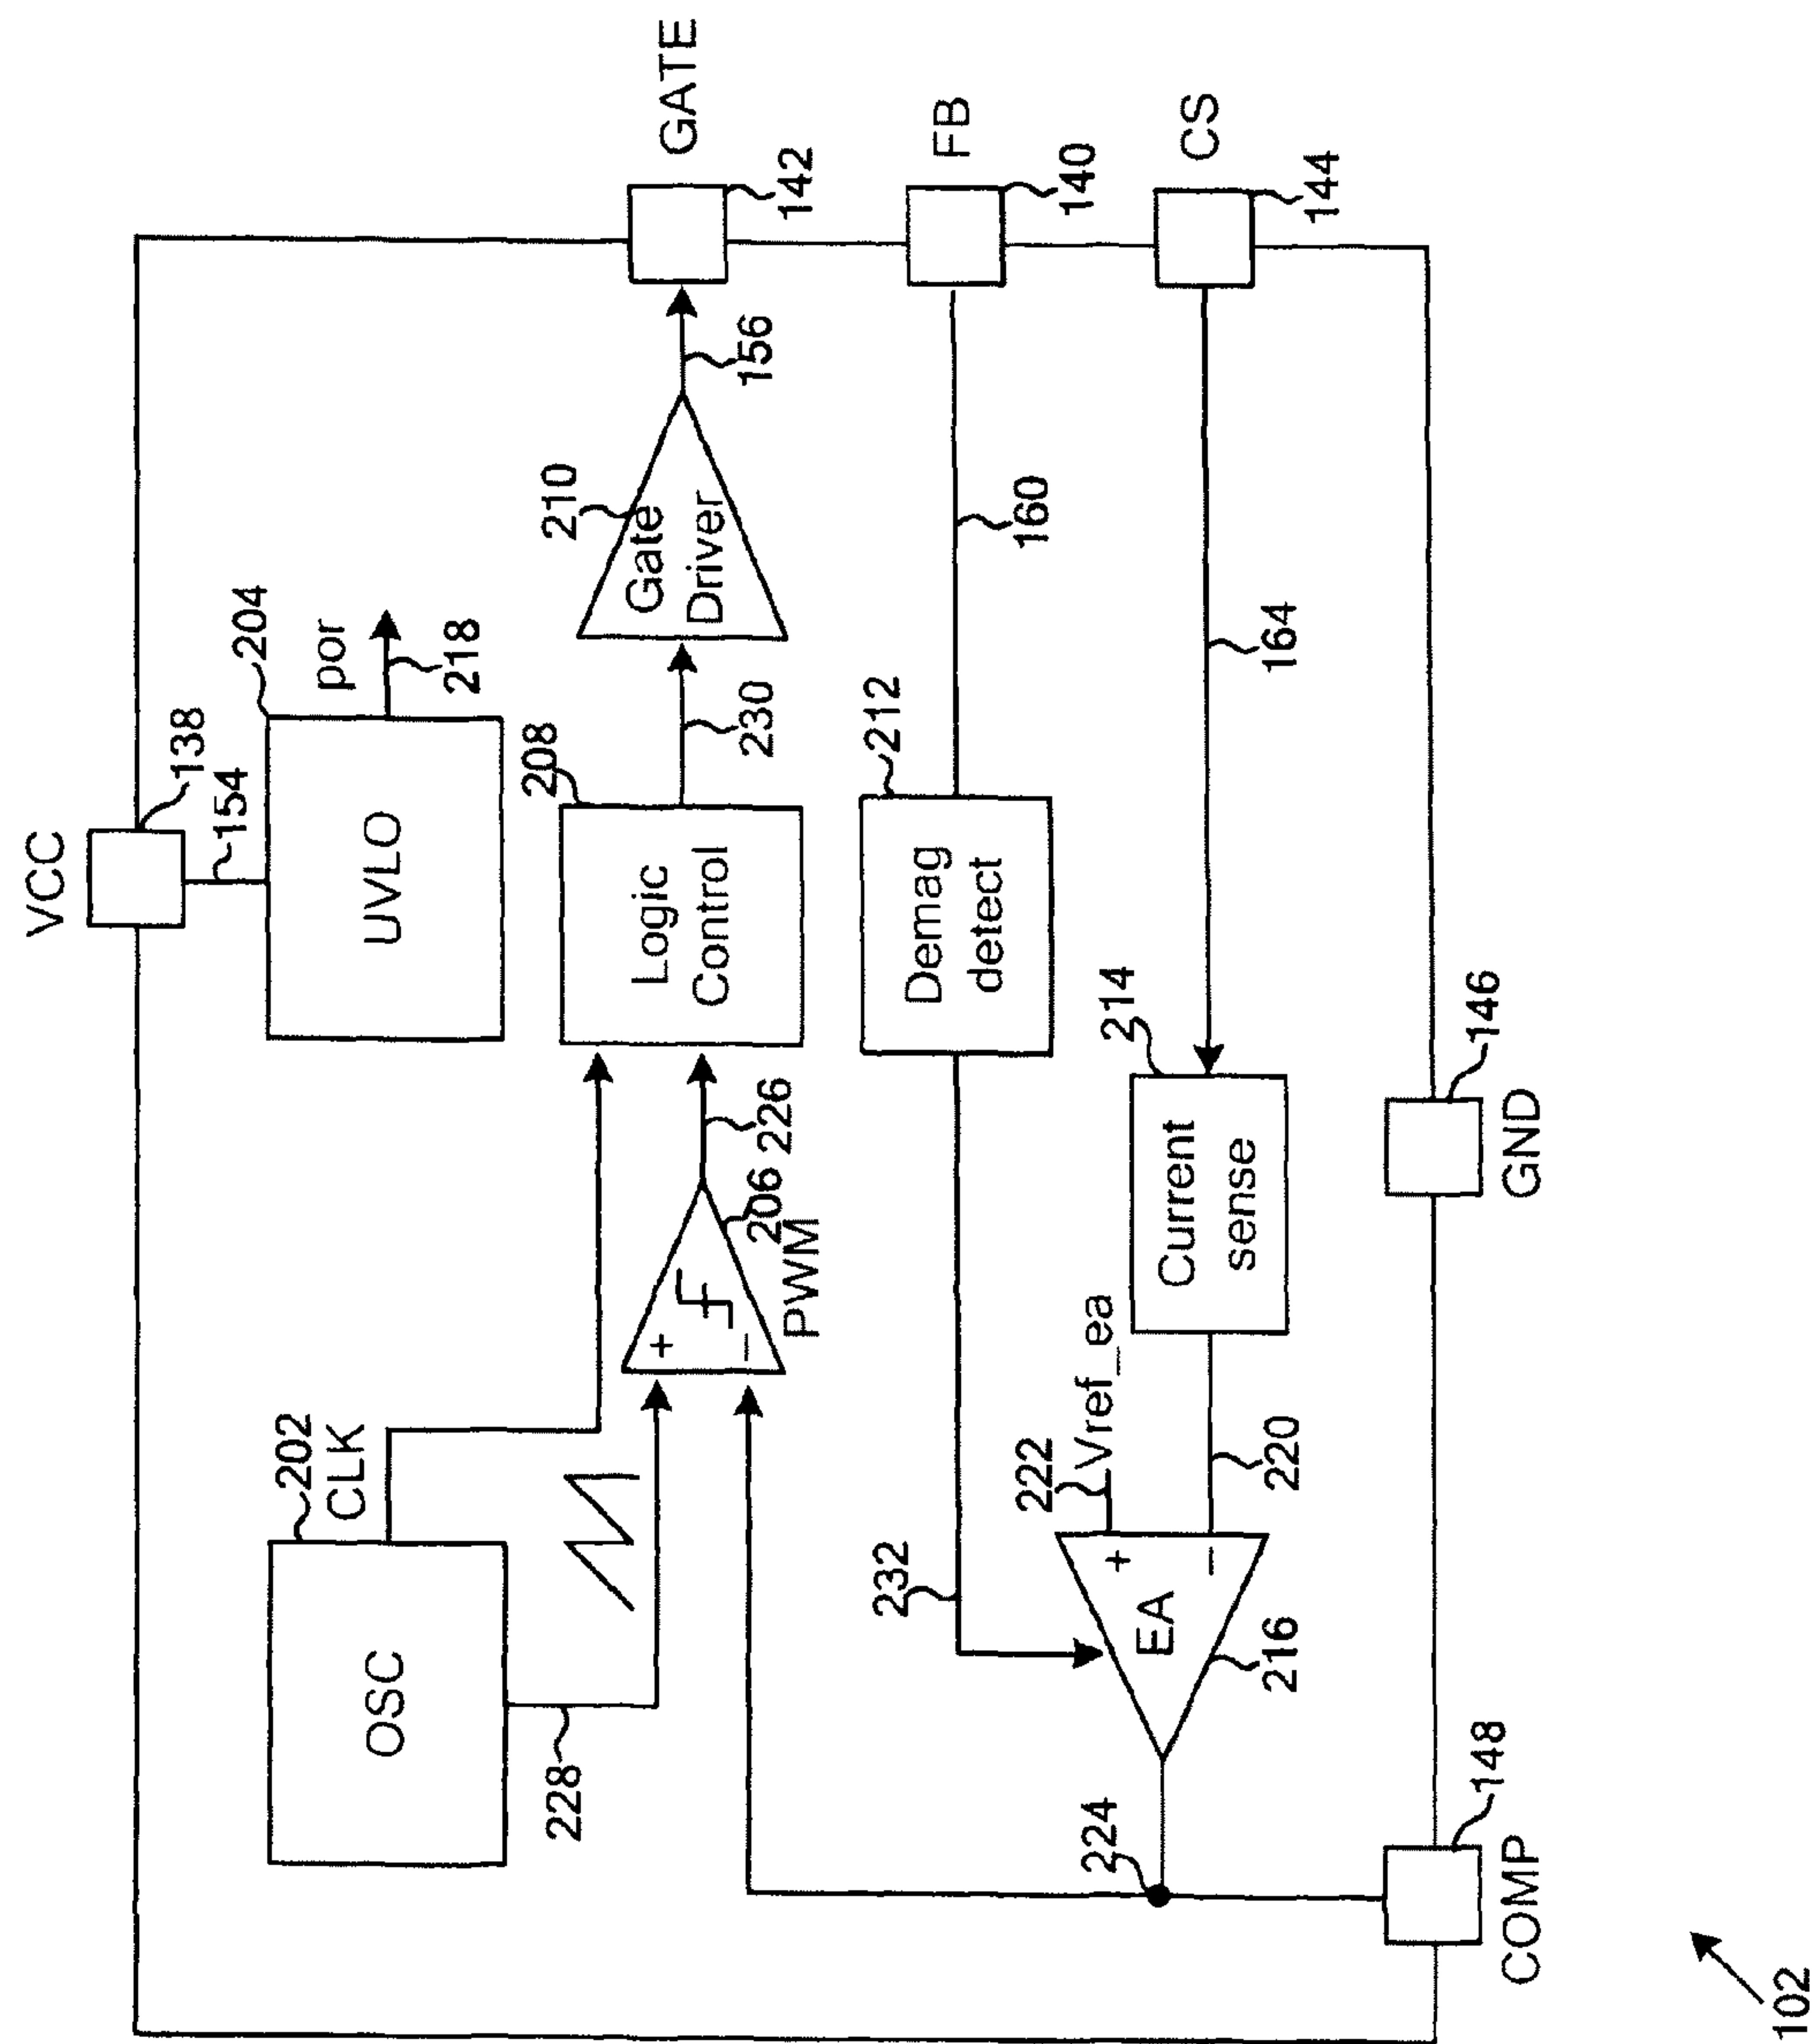 VCC
138
154
204
UVLO
por
218
202
CLK
OSC
228
+
−
206
PWM
226
208
Logic
Control
230
210
Gate
Driver
156
GATE
142
212
Demag
detect
160
FB
140
232
222
Vref_ea
+
−
EA
216
220
214
Current
sense
164
CS
144
224
148
COMP
146
GND
102